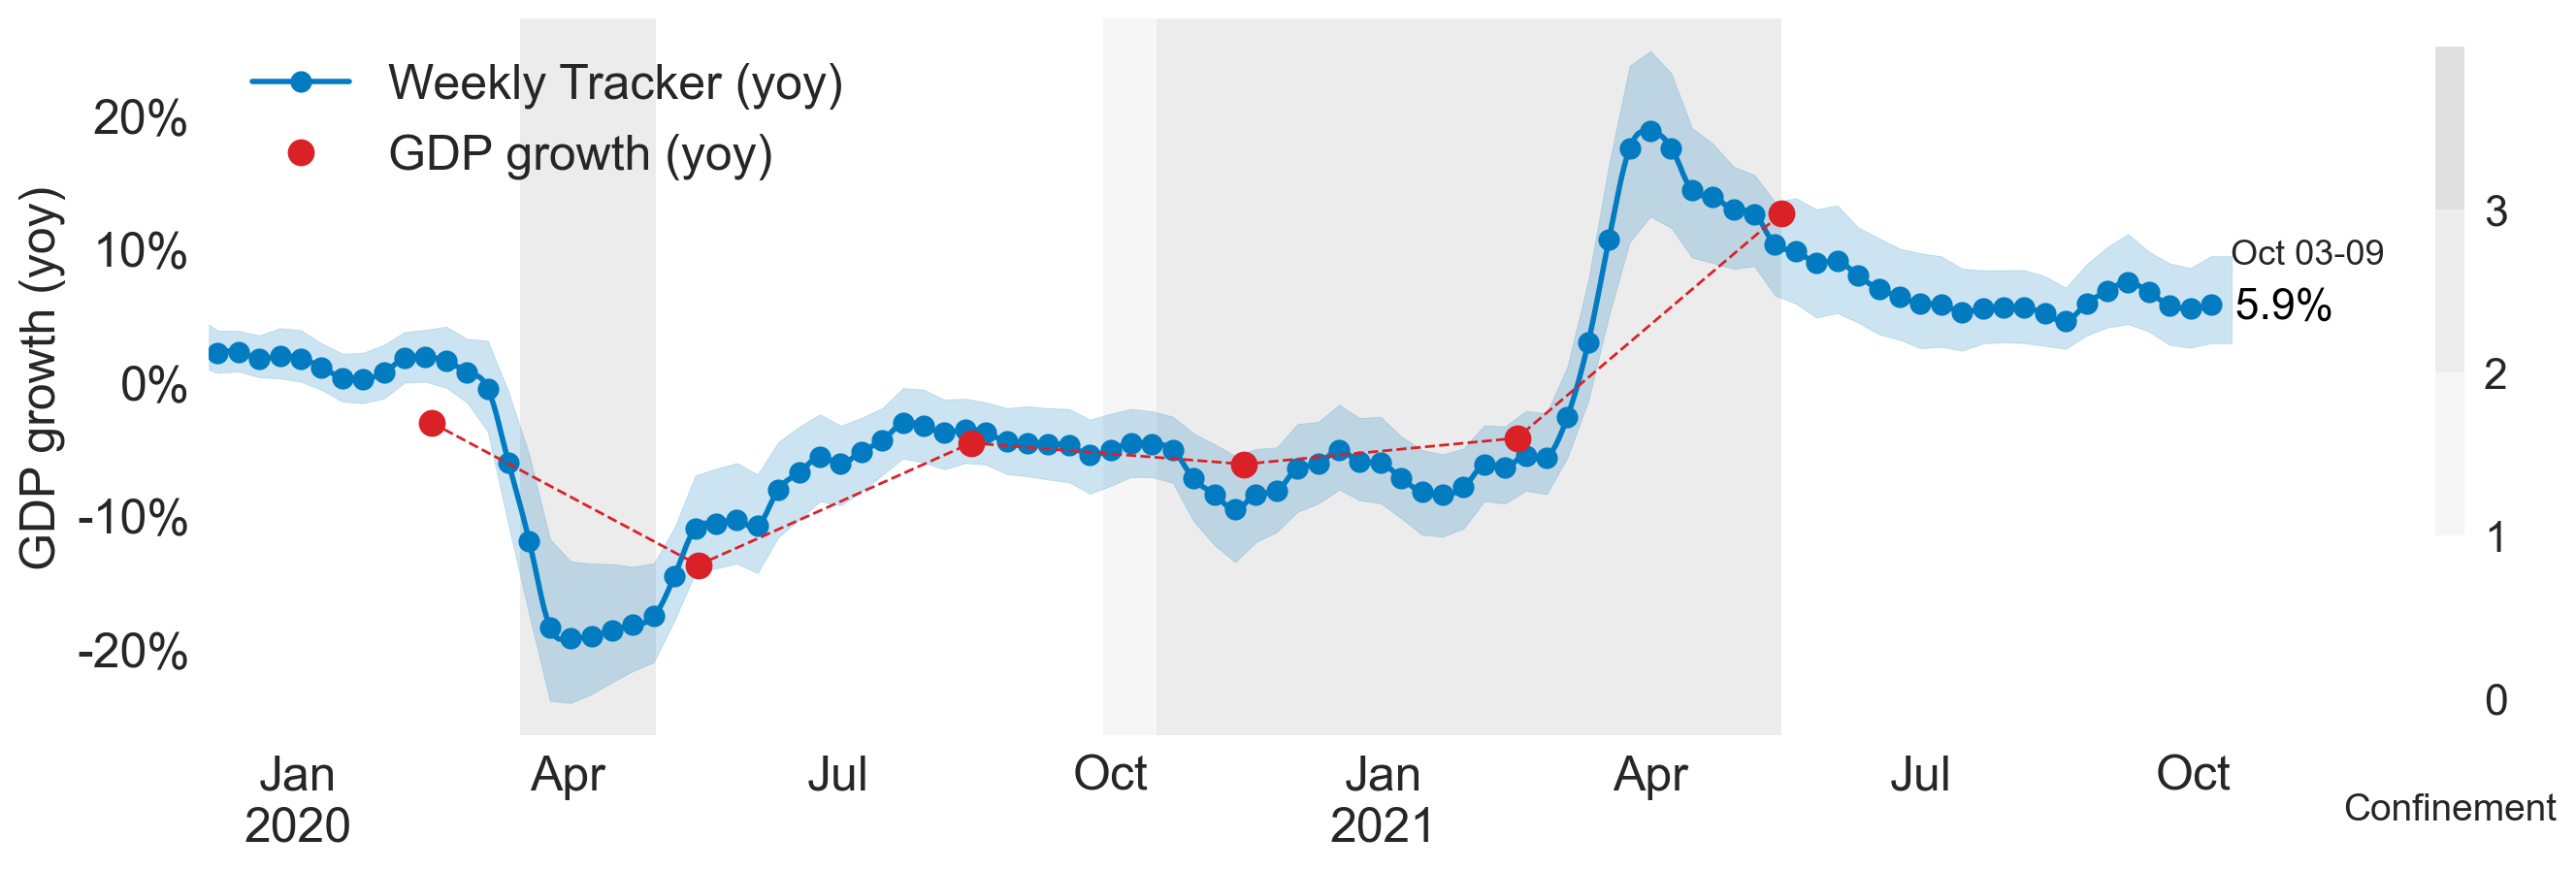 Weekly Tracker (yoy)
GDP growth (yoy)
GDP growth (yoy)
20%
10%
0%
-10%
-20%
Oct 03-09
5.9%
3
2
1
0
Jan Apr Jul Oct Jan Apr Jul Oct
2020 2021
Confinement